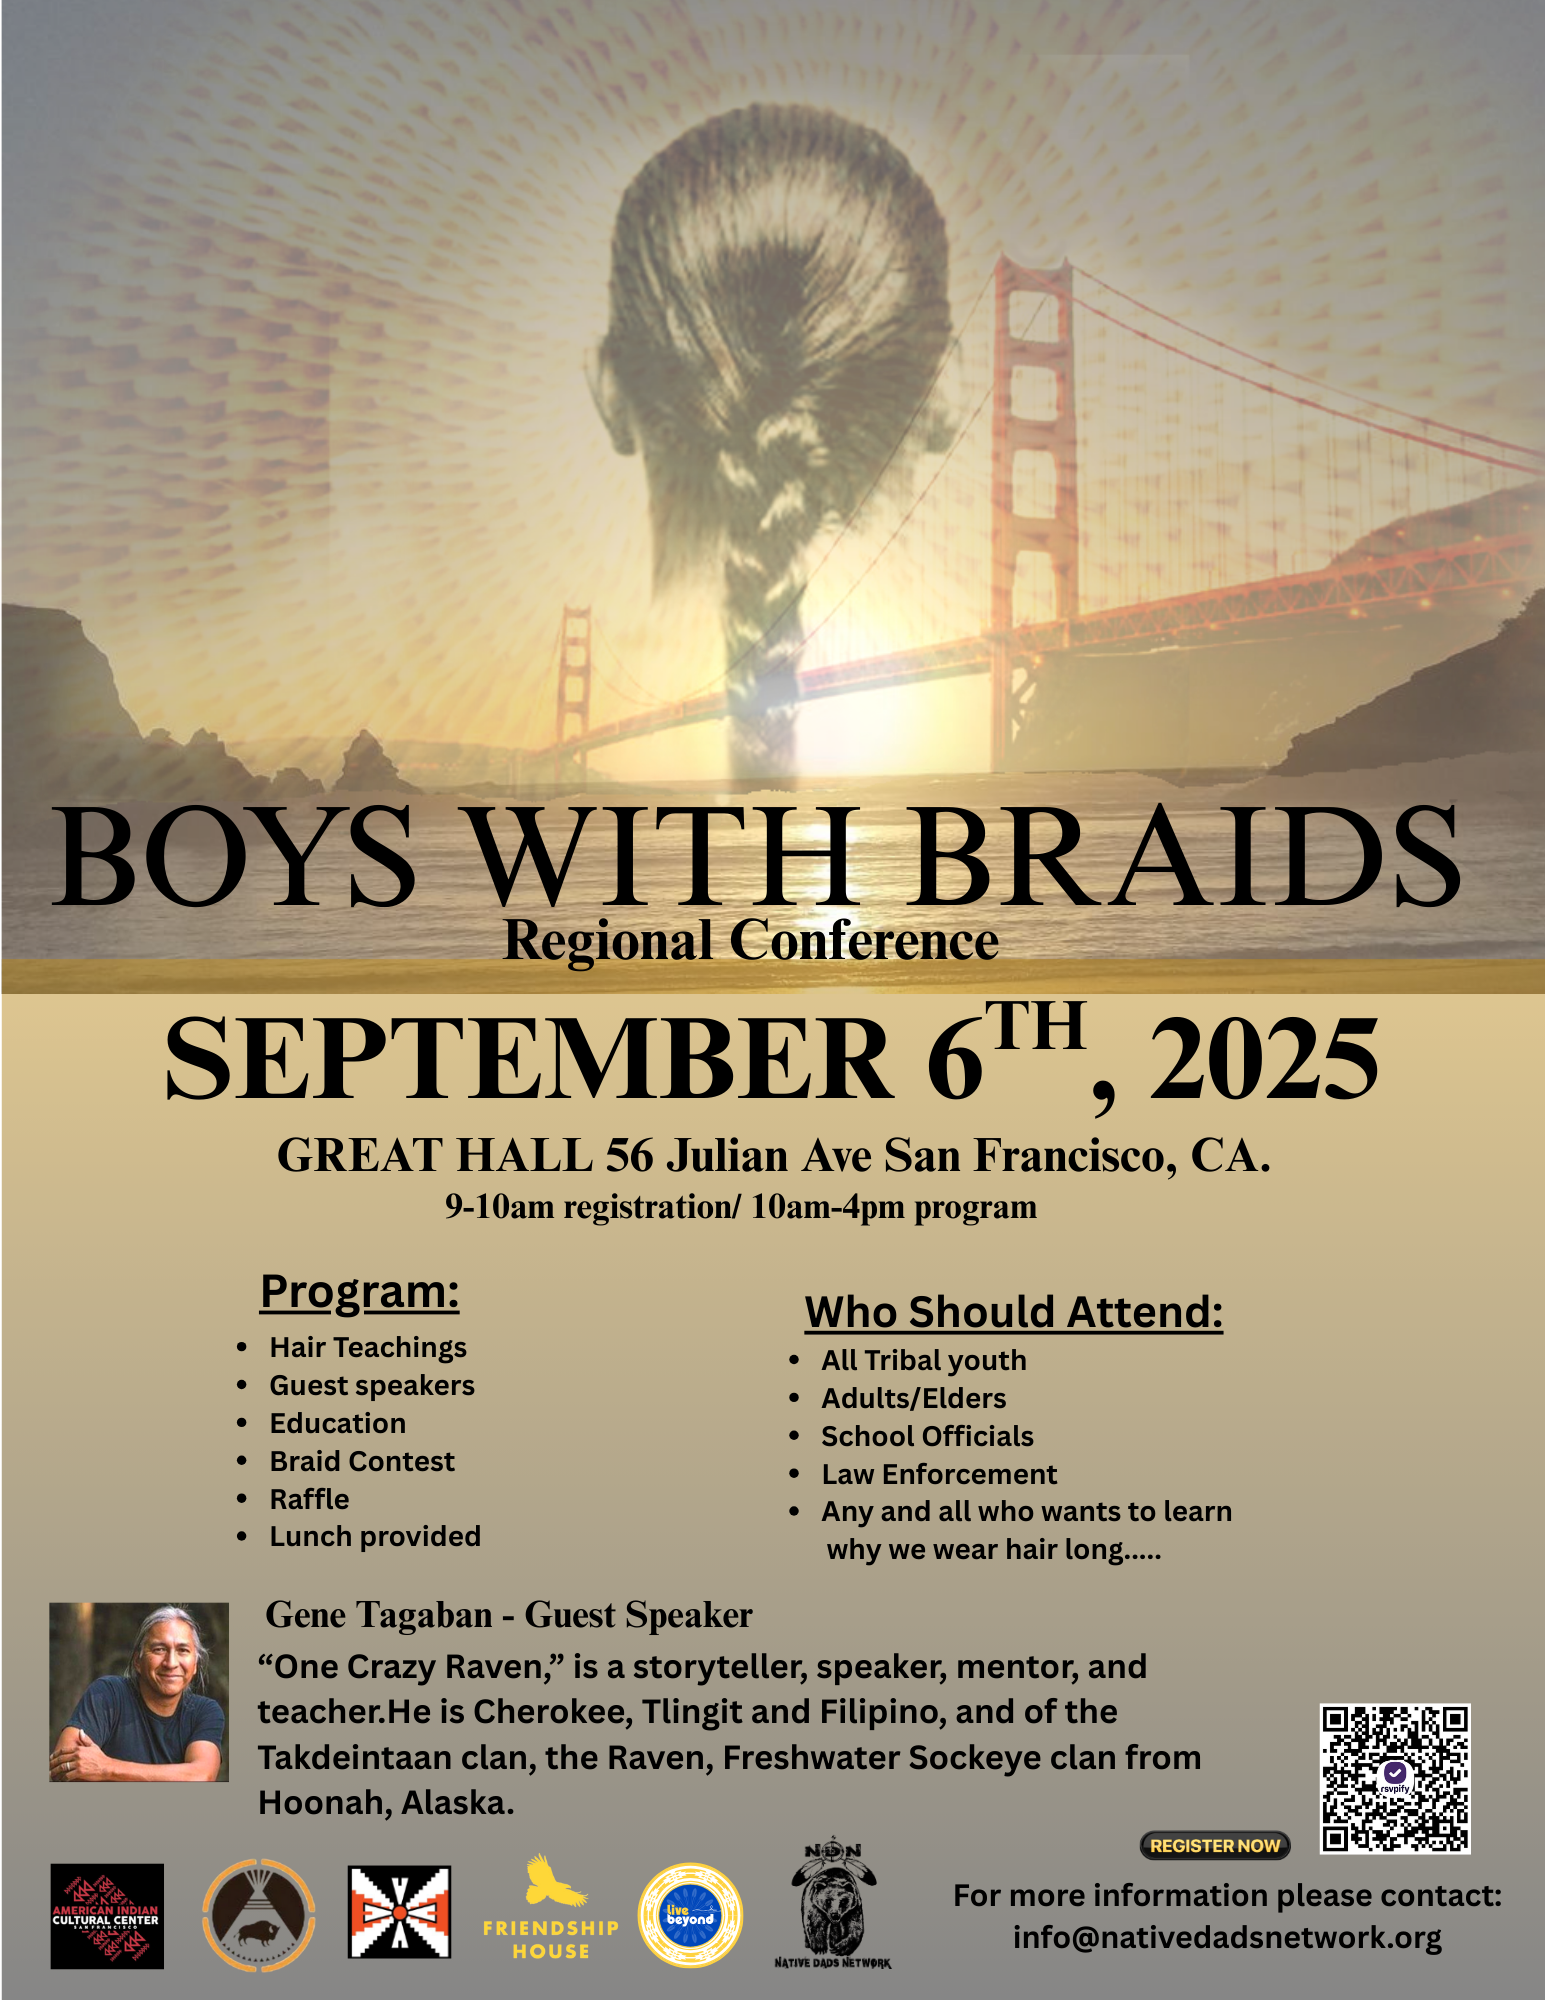 BOYS WITH BRAIDS
Regional Conference
SEPTEMBER 6TH, 2025
GREAT HALL 56 Julian Ave San Francisco, CA.
9-10am registration/ 10am-4pm program
Program:
• Hair Teachings
• Guest speakers
• Education
• Braid Contest
• Raffle
• Lunch provided
Who Should Attend:
• All Tribal youth
• Adults/Elders
• School Officials
• Law Enforcement
• Any and all who wants to learn
why we wear hair long.....
Gene Tagaban - Guest Speaker
“One Crazy Raven,” is a storyteller, speaker, mentor, and
teacher.He is Cherokee, Tlingit and Filipino, and of the
Takdeintaan clan, the Raven, Freshwater Sockeye clan from
Hoonah, Alaska.
rsvpify
REGISTER NOW
For more information please contact:
info@nativedadsnetwork.org
AMERICAN INDIAN
CULTURAL CENTER
SAN FRANCISCO
FRIENDSHIP
HOUSE
live
beyond
NDN
NATIVE DADS NETWORK